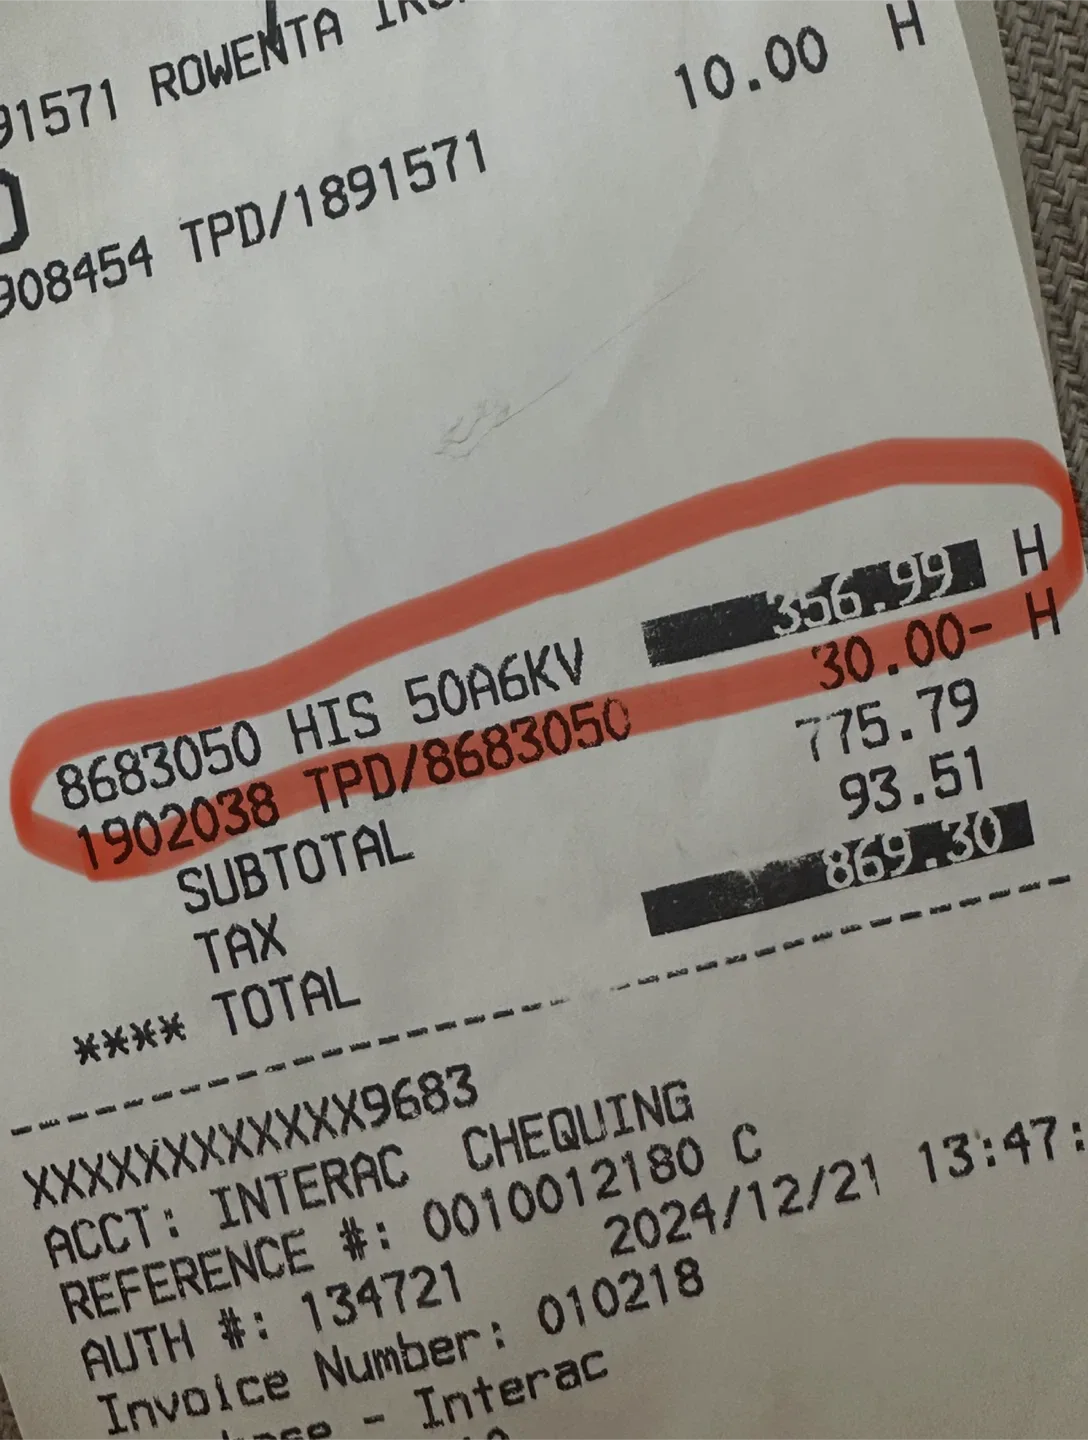 91571 ROWENTA
10.00 H
908454 TPD/1891571
8683050 HIS 50A6KV 356.99 H
1902038 TPD/8683050 30.00- H
SUBTOTAL 775.79
TAX 93.51
**** TOTAL 869.30
XXXXXXXXXXXX9683
ACCT: INTERAC CHEQUING
REFERENCE #: 0010012180 C
AUTH #: 134721 2024/12/21 13:47:
Invoice Number: 010218
- Interac